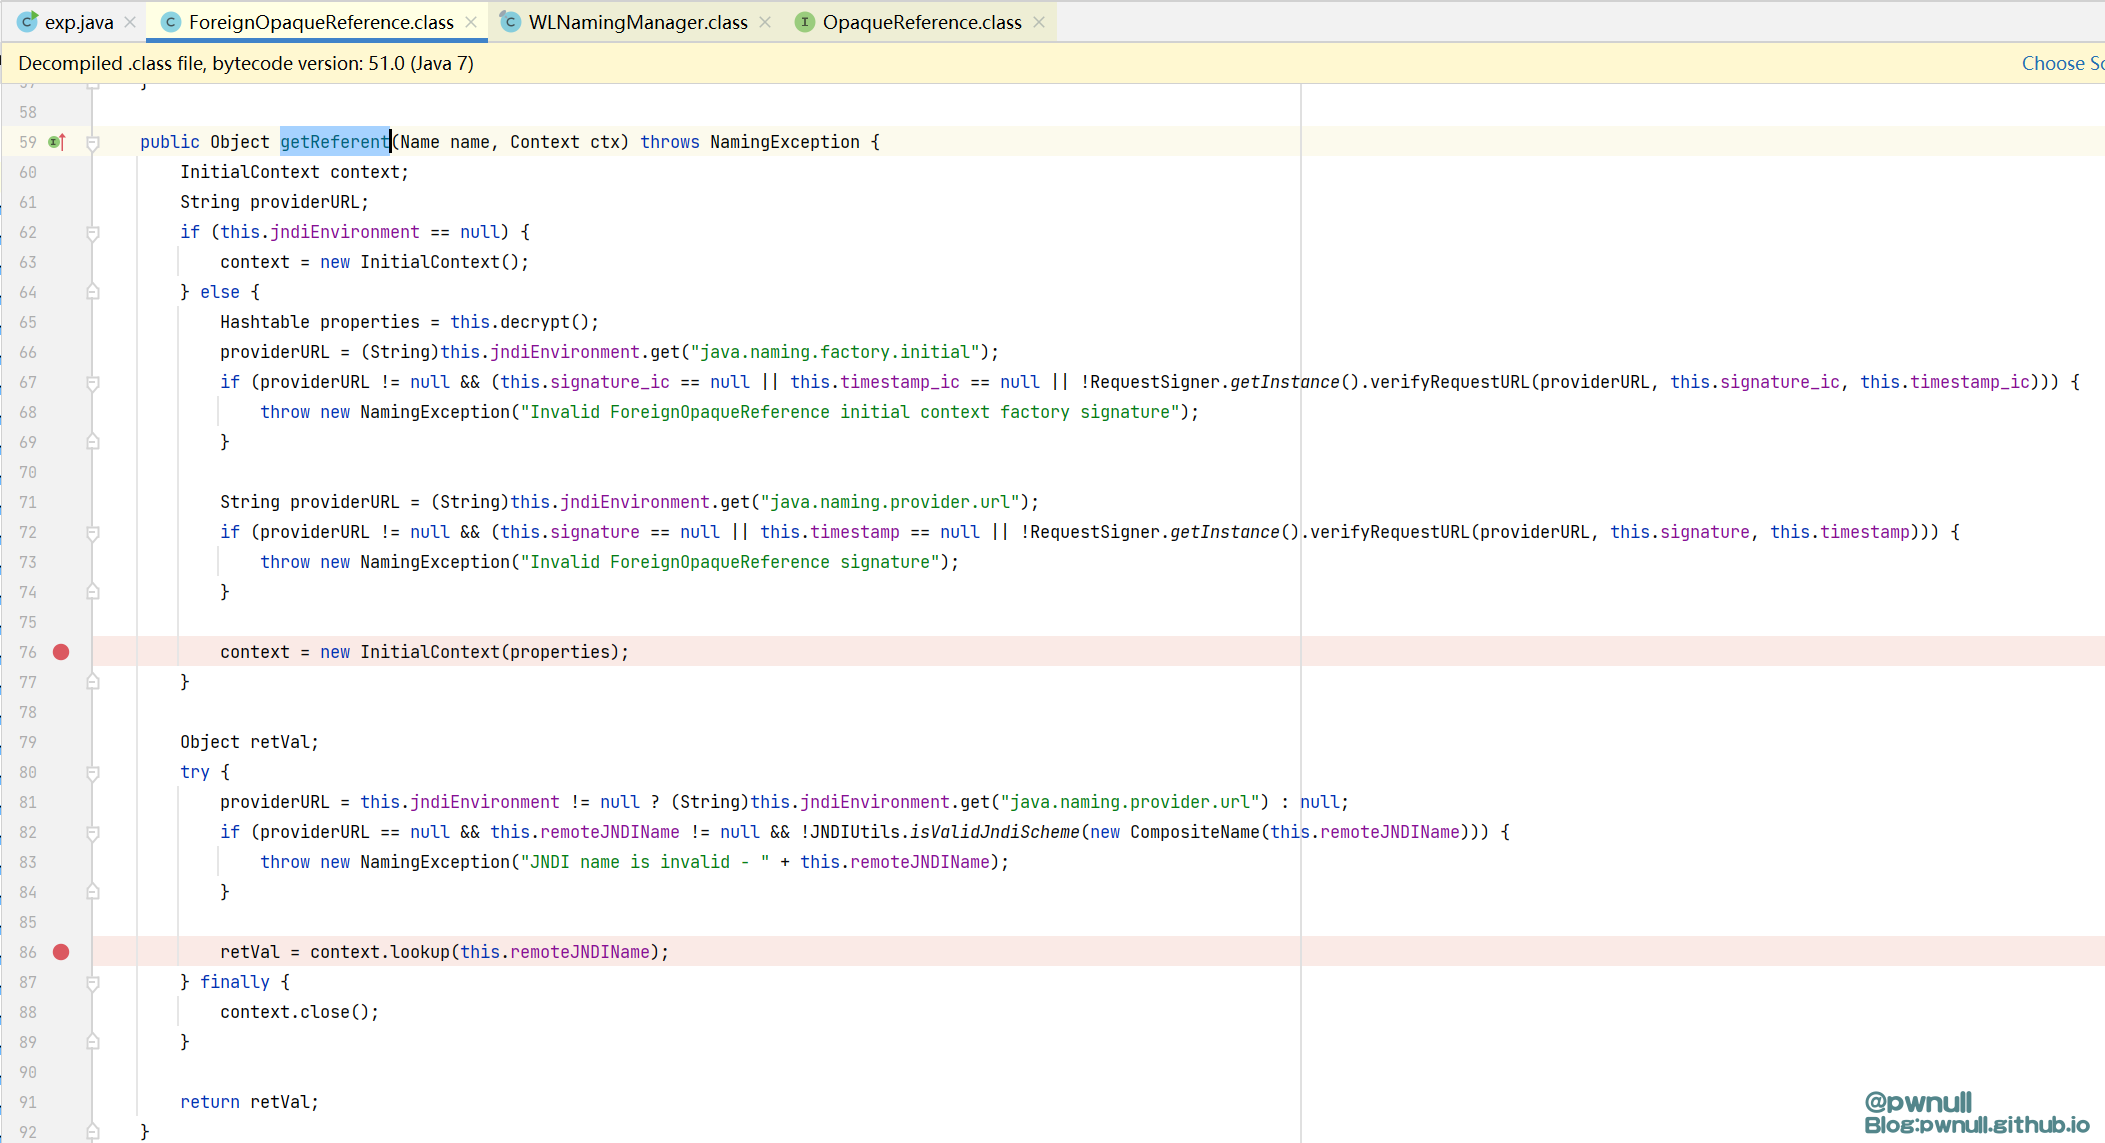 exp.java
ForeignOpaqueReference.class
WLNamingManager.class
OpaqueReference.class
Decompiled .class file, bytecode version: 51.0 (Java 7)
Choose So
57 }
58
59 public Object getReferent(Name name, Context ctx) throws NamingException {
60 InitialContext context;
61 String providerURL;
62 if (this.jndiEnvironment == null) {
63 context = new InitialContext();
64 } else {
65 Hashtable properties = this.decrypt();
66 providerURL = (String)this.jndiEnvironment.get("java.naming.factory.initial");
67 if (providerURL != null && (this.signature_ic == null || this.timestamp_ic == null || !RequestSigner.getInstance().verifyRequestURL(providerURL, this.signature_ic, this.timestamp_ic))) {
68 throw new NamingException("Invalid ForeignOpaqueReference initial context factory signature");
69 }
70
71 String providerURL = (String)this.jndiEnvironment.get("java.naming.provider.url");
72 if (providerURL != null && (this.signature == null || this.timestamp == null || !RequestSigner.getInstance().verifyRequestURL(providerURL, this.signature, this.timestamp))) {
73 throw new NamingException("Invalid ForeignOpaqueReference signature");
74 }
75
76 context = new InitialContext(properties);
77 }
78
79 Object retVal;
80 try {
81 providerURL = this.jndiEnvironment != null ? (String)this.jndiEnvironment.get("java.naming.provider.url") : null;
82 if (providerURL == null && this.remoteJNDIName != null && !JNDIUtils.isValidJndiScheme(new CompositeName(this.remoteJNDIName))) {
83 throw new NamingException("JNDI name is invalid - " + this.remoteJNDIName);
84 }
85
86 retVal = context.lookup(this.remoteJNDIName);
87 } finally {
88 context.close();
89 }
90
91 return retVal;
92 }
@pwnull
Blog:pwnull.github.io